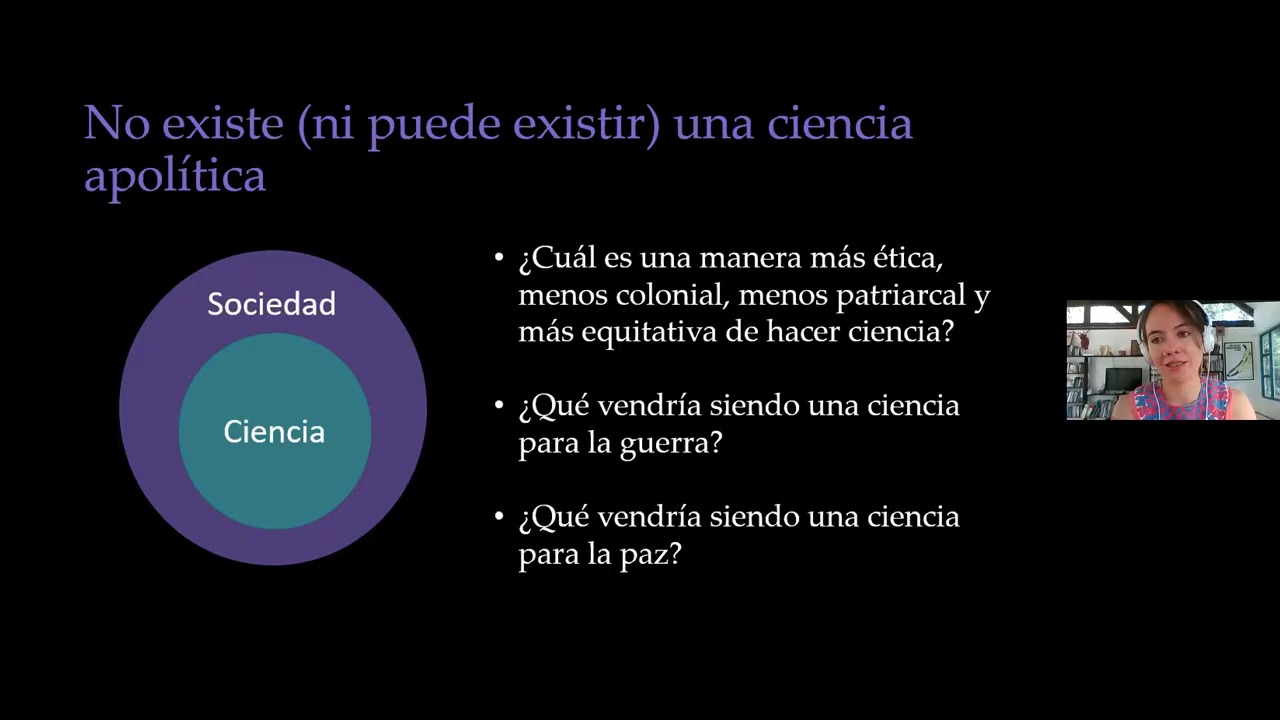 No existe (ni puede existir) una ciencia
apolítica
Sociedad
Ciencia
• ¿Cuál es una manera más ética,
menos colonial, menos patriarcal y
más equitativa de hacer ciencia?
• ¿Qué vendría siendo una ciencia
para la guerra?
• ¿Qué vendría siendo una ciencia
para la paz?